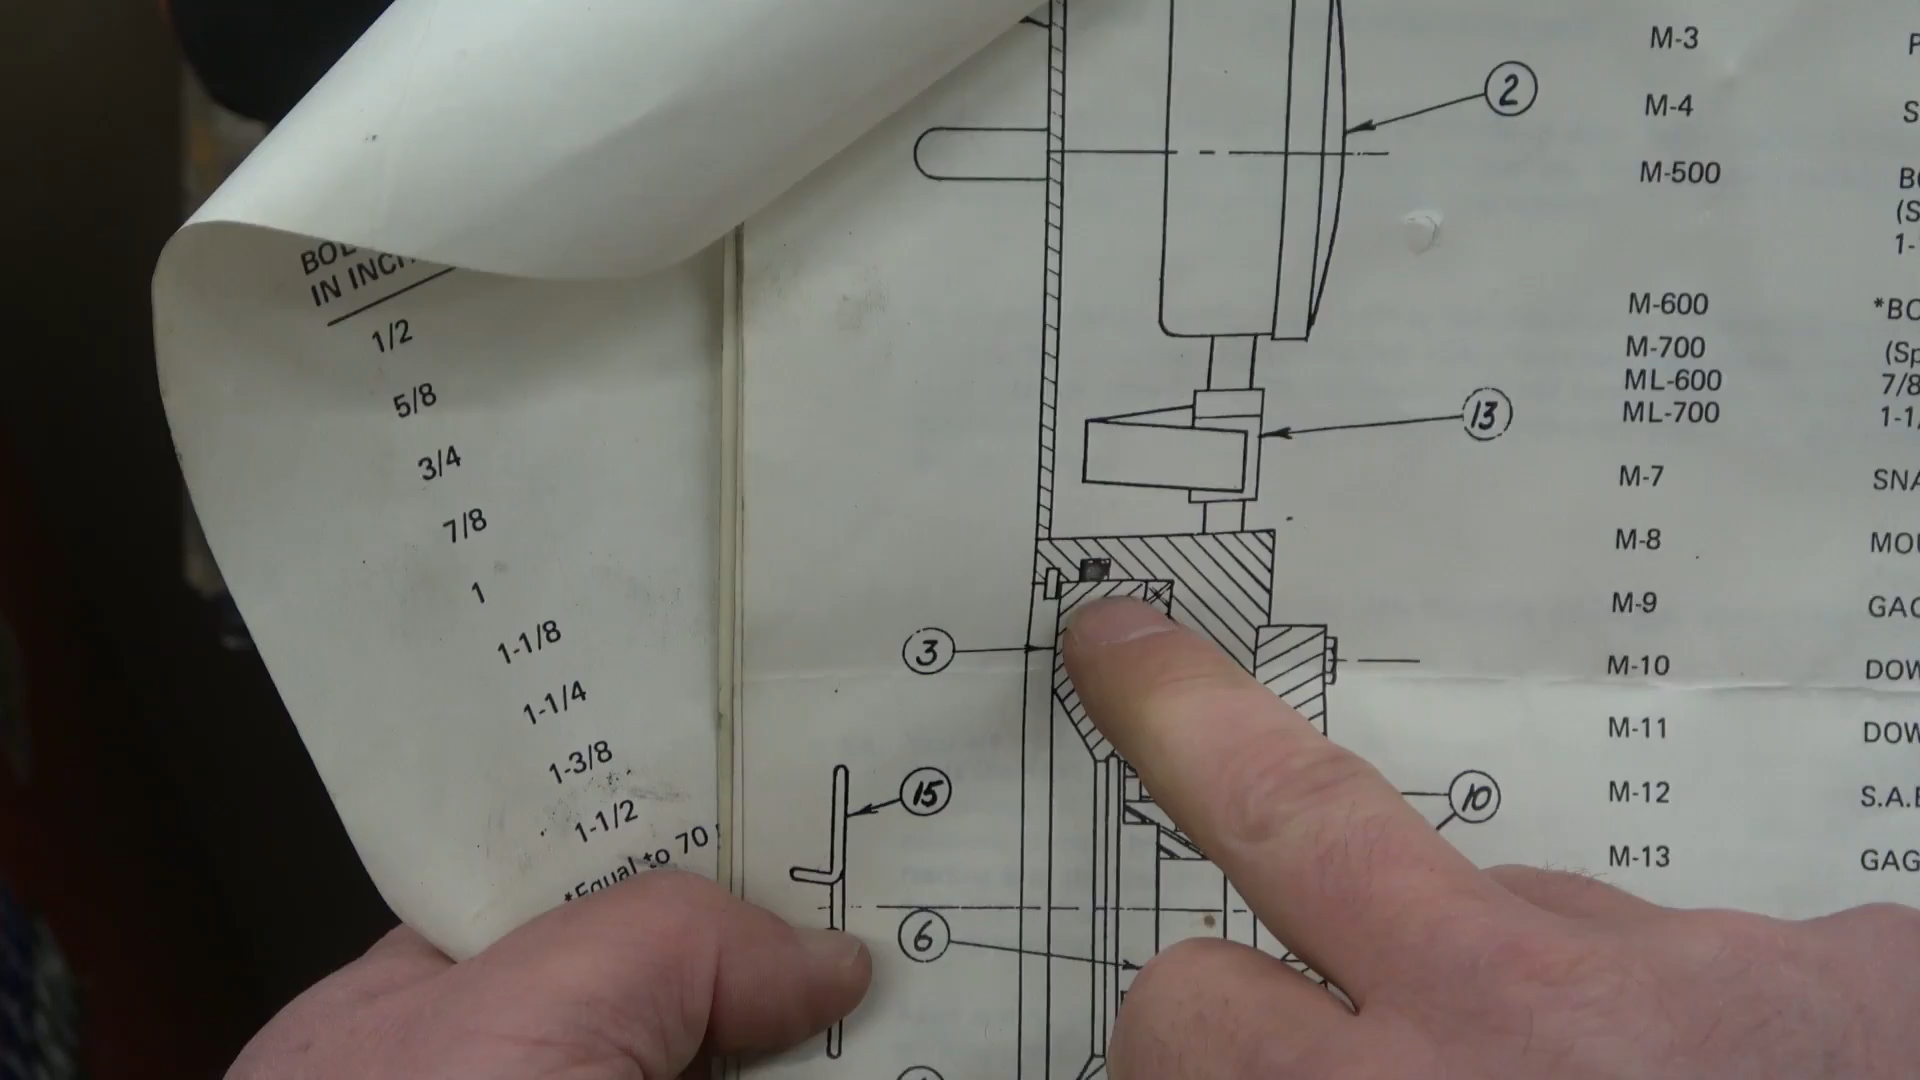 BOL
IN INCH
1/2
5/8
3/4
7/8
1
1-1/8
1-1/4
1-3/8
1-1/2
*Equal to 70
2
13
3
15
10
6
M-3 P
M-4 S
M-500 BO
(S
1-
M-600 *BO
M-700 (Sp
ML-600 7/8
ML-700 1-1/
M-7 SNA
M-8 MOU
M-9 GAG
M-10 DOW
M-11 DOW
M-12 S.A.E
M-13 GAG